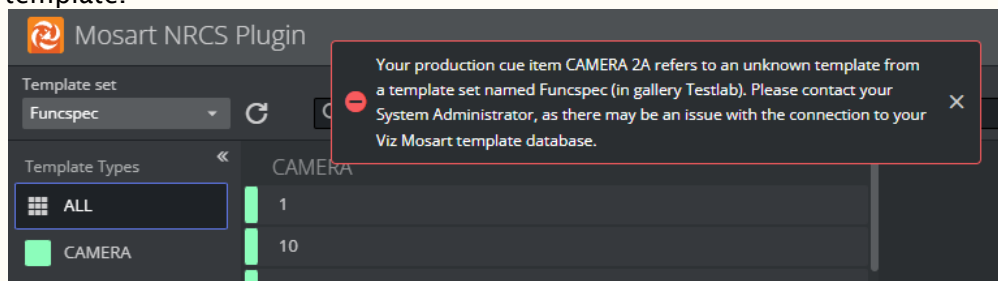 template.
Mosart NRCS Plugin
Your production cue item CAMERA 2A refers to an unknown template from
a template set named Funcspec (in gallery Testlab). Please contact your
System Administrator, as there may be an issue with the connection to your
Viz Mosart template database.
Template set
Funcspec
Template Types
CAMERA
ALL
1
CAMERA
10